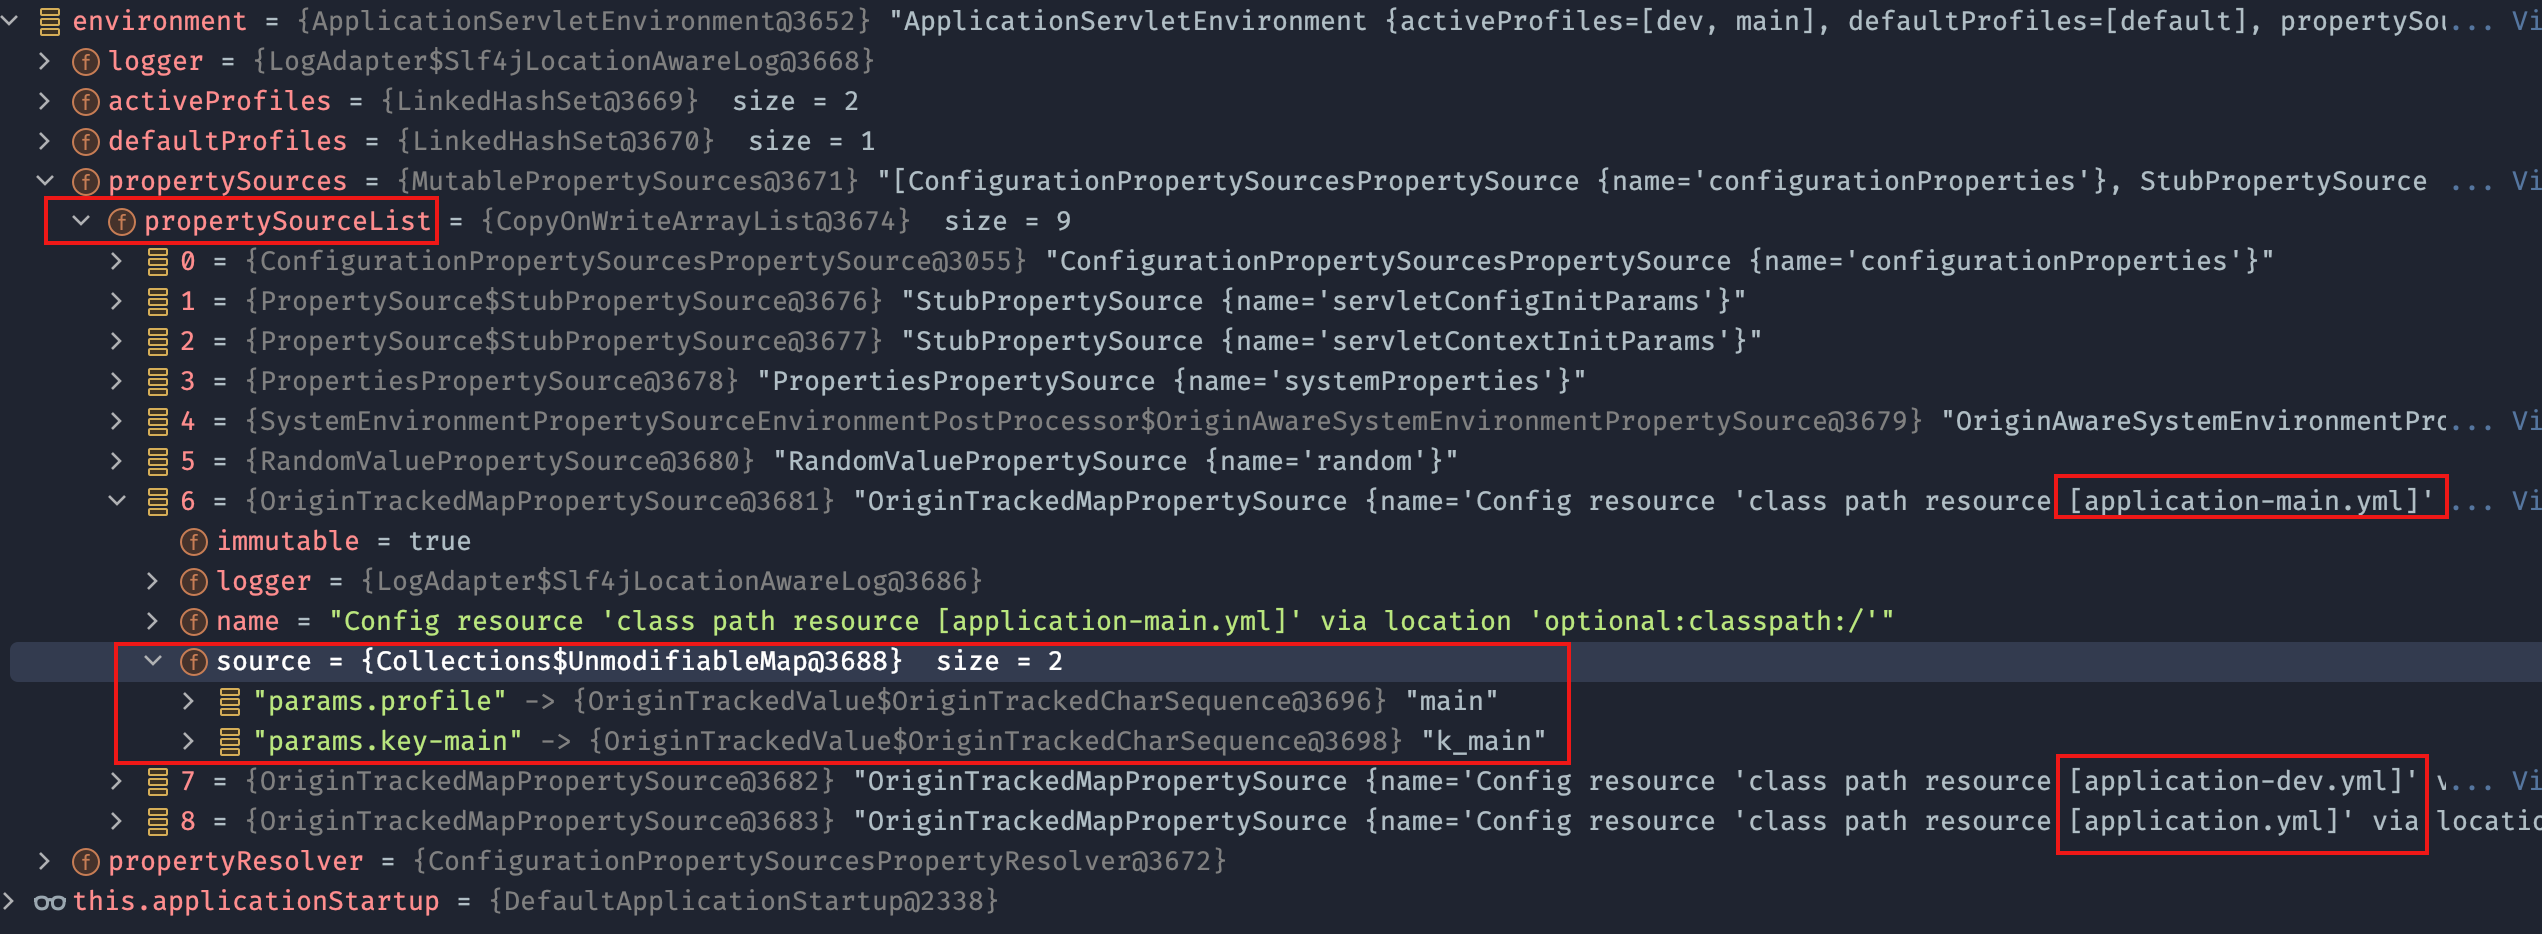 environment = {ApplicationServletEnvironment@3652} "ApplicationServletEnvironment {activeProfiles=[dev, main], defaultProfiles=[default], propertySou... Vi
f logger = {LogAdapter$Slf4jLocationAwareLog@3668}
f activeProfiles = {LinkedHashSet@3669} size = 2
f defaultProfiles = {LinkedHashSet@3670} size = 1
f propertySources = {MutablePropertySources@3671} "[ConfigurationPropertySourcesPropertySource {name='configurationProperties'}, StubPropertySource ... Vi
f propertySourceList = {CopyOnWriteArrayList@3674} size = 9
0 = {ConfigurationPropertySourcesPropertySource@3055} "ConfigurationPropertySourcesPropertySource {name='configurationProperties'}"
1 = {PropertySource$StubPropertySource@3676} "StubPropertySource {name='servletConfigInitParams'}"
2 = {PropertySource$StubPropertySource@3677} "StubPropertySource {name='servletContextInitParams'}"
3 = {PropertiesPropertySource@3678} "PropertiesPropertySource {name='systemProperties'}"
4 = {SystemEnvironmentPropertySourceEnvironmentPostProcessor$OriginAwareSystemEnvironmentPropertySource@3679} "OriginAwareSystemEnvironmentPro... Vi
5 = {RandomValuePropertySource@3680} "RandomValuePropertySource {name='random'}"
6 = {OriginTrackedMapPropertySource@3681} "OriginTrackedMapPropertySource {name='Config resource 'class path resource [application-main.yml]' ... Vi
f immutable = true
f logger = {LogAdapter$Slf4jLocationAwareLog@3686}
f name = "Config resource 'class path resource [application-main.yml]' via location 'optional:classpath:/'"
f source = {Collections$UnmodifiableMap@3688} size = 2
"params.profile" -> {OriginTrackedValue$OriginTrackedCharSequence@3696} "main"
"params.key-main" -> {OriginTrackedValue$OriginTrackedCharSequence@3698} "k_main"
7 = {OriginTrackedMapPropertySource@3682} "OriginTrackedMapPropertySource {name='Config resource 'class path resource [application-dev.yml]' v... Vi
8 = {OriginTrackedMapPropertySource@3683} "OriginTrackedMapPropertySource {name='Config resource 'class path resource [application.yml]' via locatio
f propertyResolver = {ConfigurationPropertySourcesPropertyResolver@3672}
this.applicationStartup = {DefaultApplicationStartup@2338}